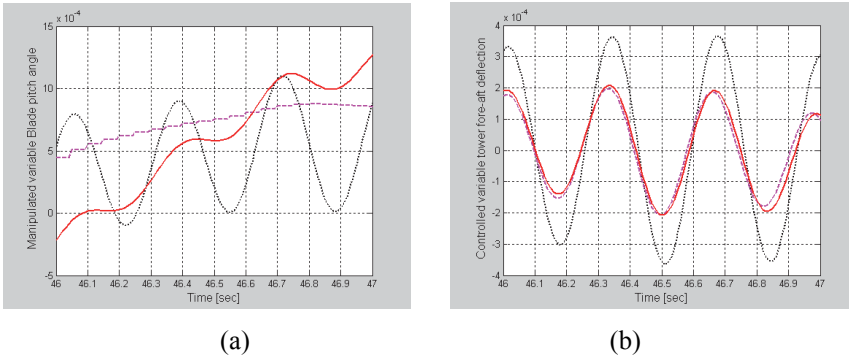 x 10-4
15
10
5
0
-5
Manipulated variable Blade pitch angle
46 46.1 46.2 46.3 46.4 46.5 46.6 46.7 46.8 46.9 47
Time [sec]
(a)
x 10-4
4
3
2
1
0
-1
-2
-3
-4
Controlled variable tower fore-aft deflection
46 46.1 46.2 46.3 46.4 46.5 46.6 46.7 46.8 46.9 47
Time [sec]
(b)